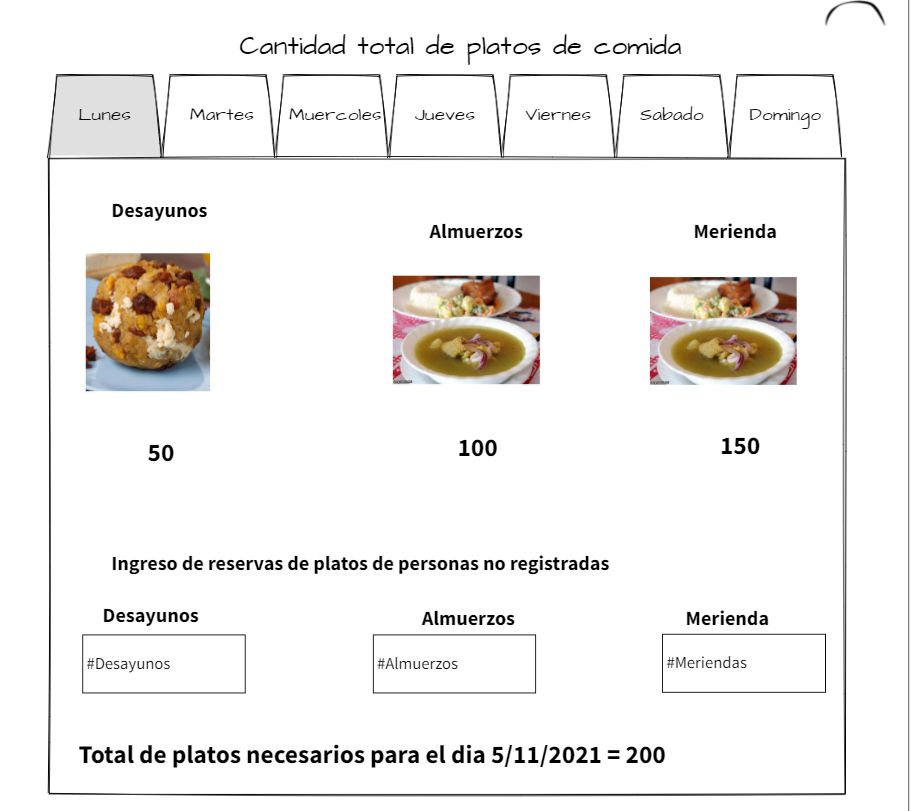 Cantidad total de platos de comida
Lunes Martes Muercoles Jueves Viernes Sabado Domingo
Desayunos Almuerzos Merienda
50 100 150
Ingreso de reservas de platos de personas no registradas
Desayunos Almuerzos Merienda
#Desayunos #Almuerzos #Meriendas
Total de platos necesarios para el dia 5/11/2021 = 200